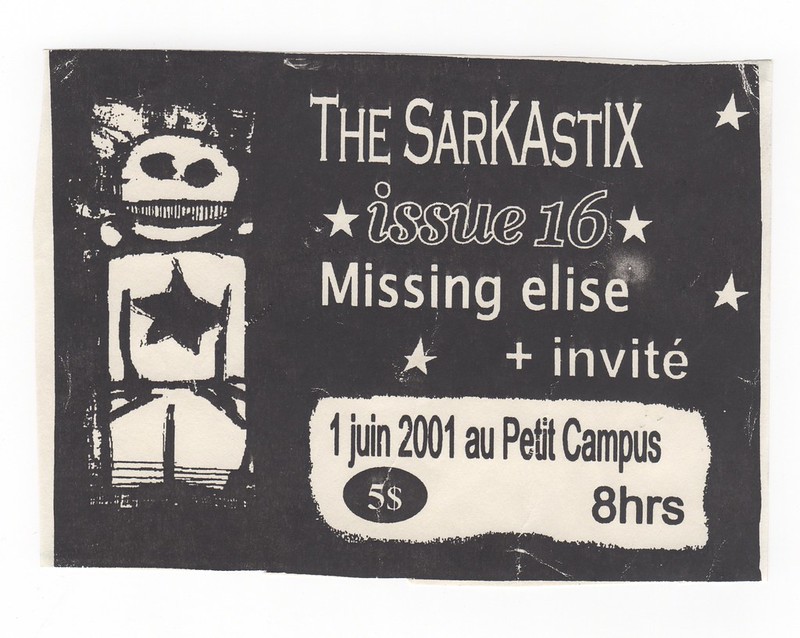 THE SARKASTIX
issue 16
Missing elise
+ invité
1 juin 2001 au Petit Campus
5$
8hrs